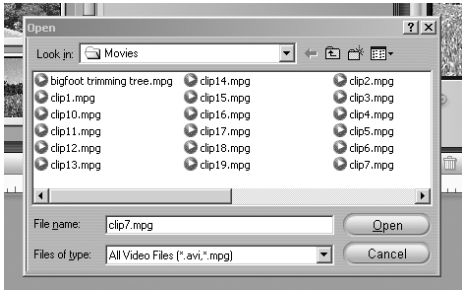 Open
Look in: Movies
bigfoot trimming tree.mpg clip14.mpg clip2.mpg
clip1.mpg clip15.mpg clip3.mpg
clip10.mpg clip16.mpg clip4.mpg
clip11.mpg clip17.mpg clip5.mpg
clip12.mpg clip18.mpg clip6.mpg
clip13.mpg clip19.mpg clip7.mpg
File name: clip7.mpg Open
Files of type: All Video Files (*.avi,*.mpg) Cancel